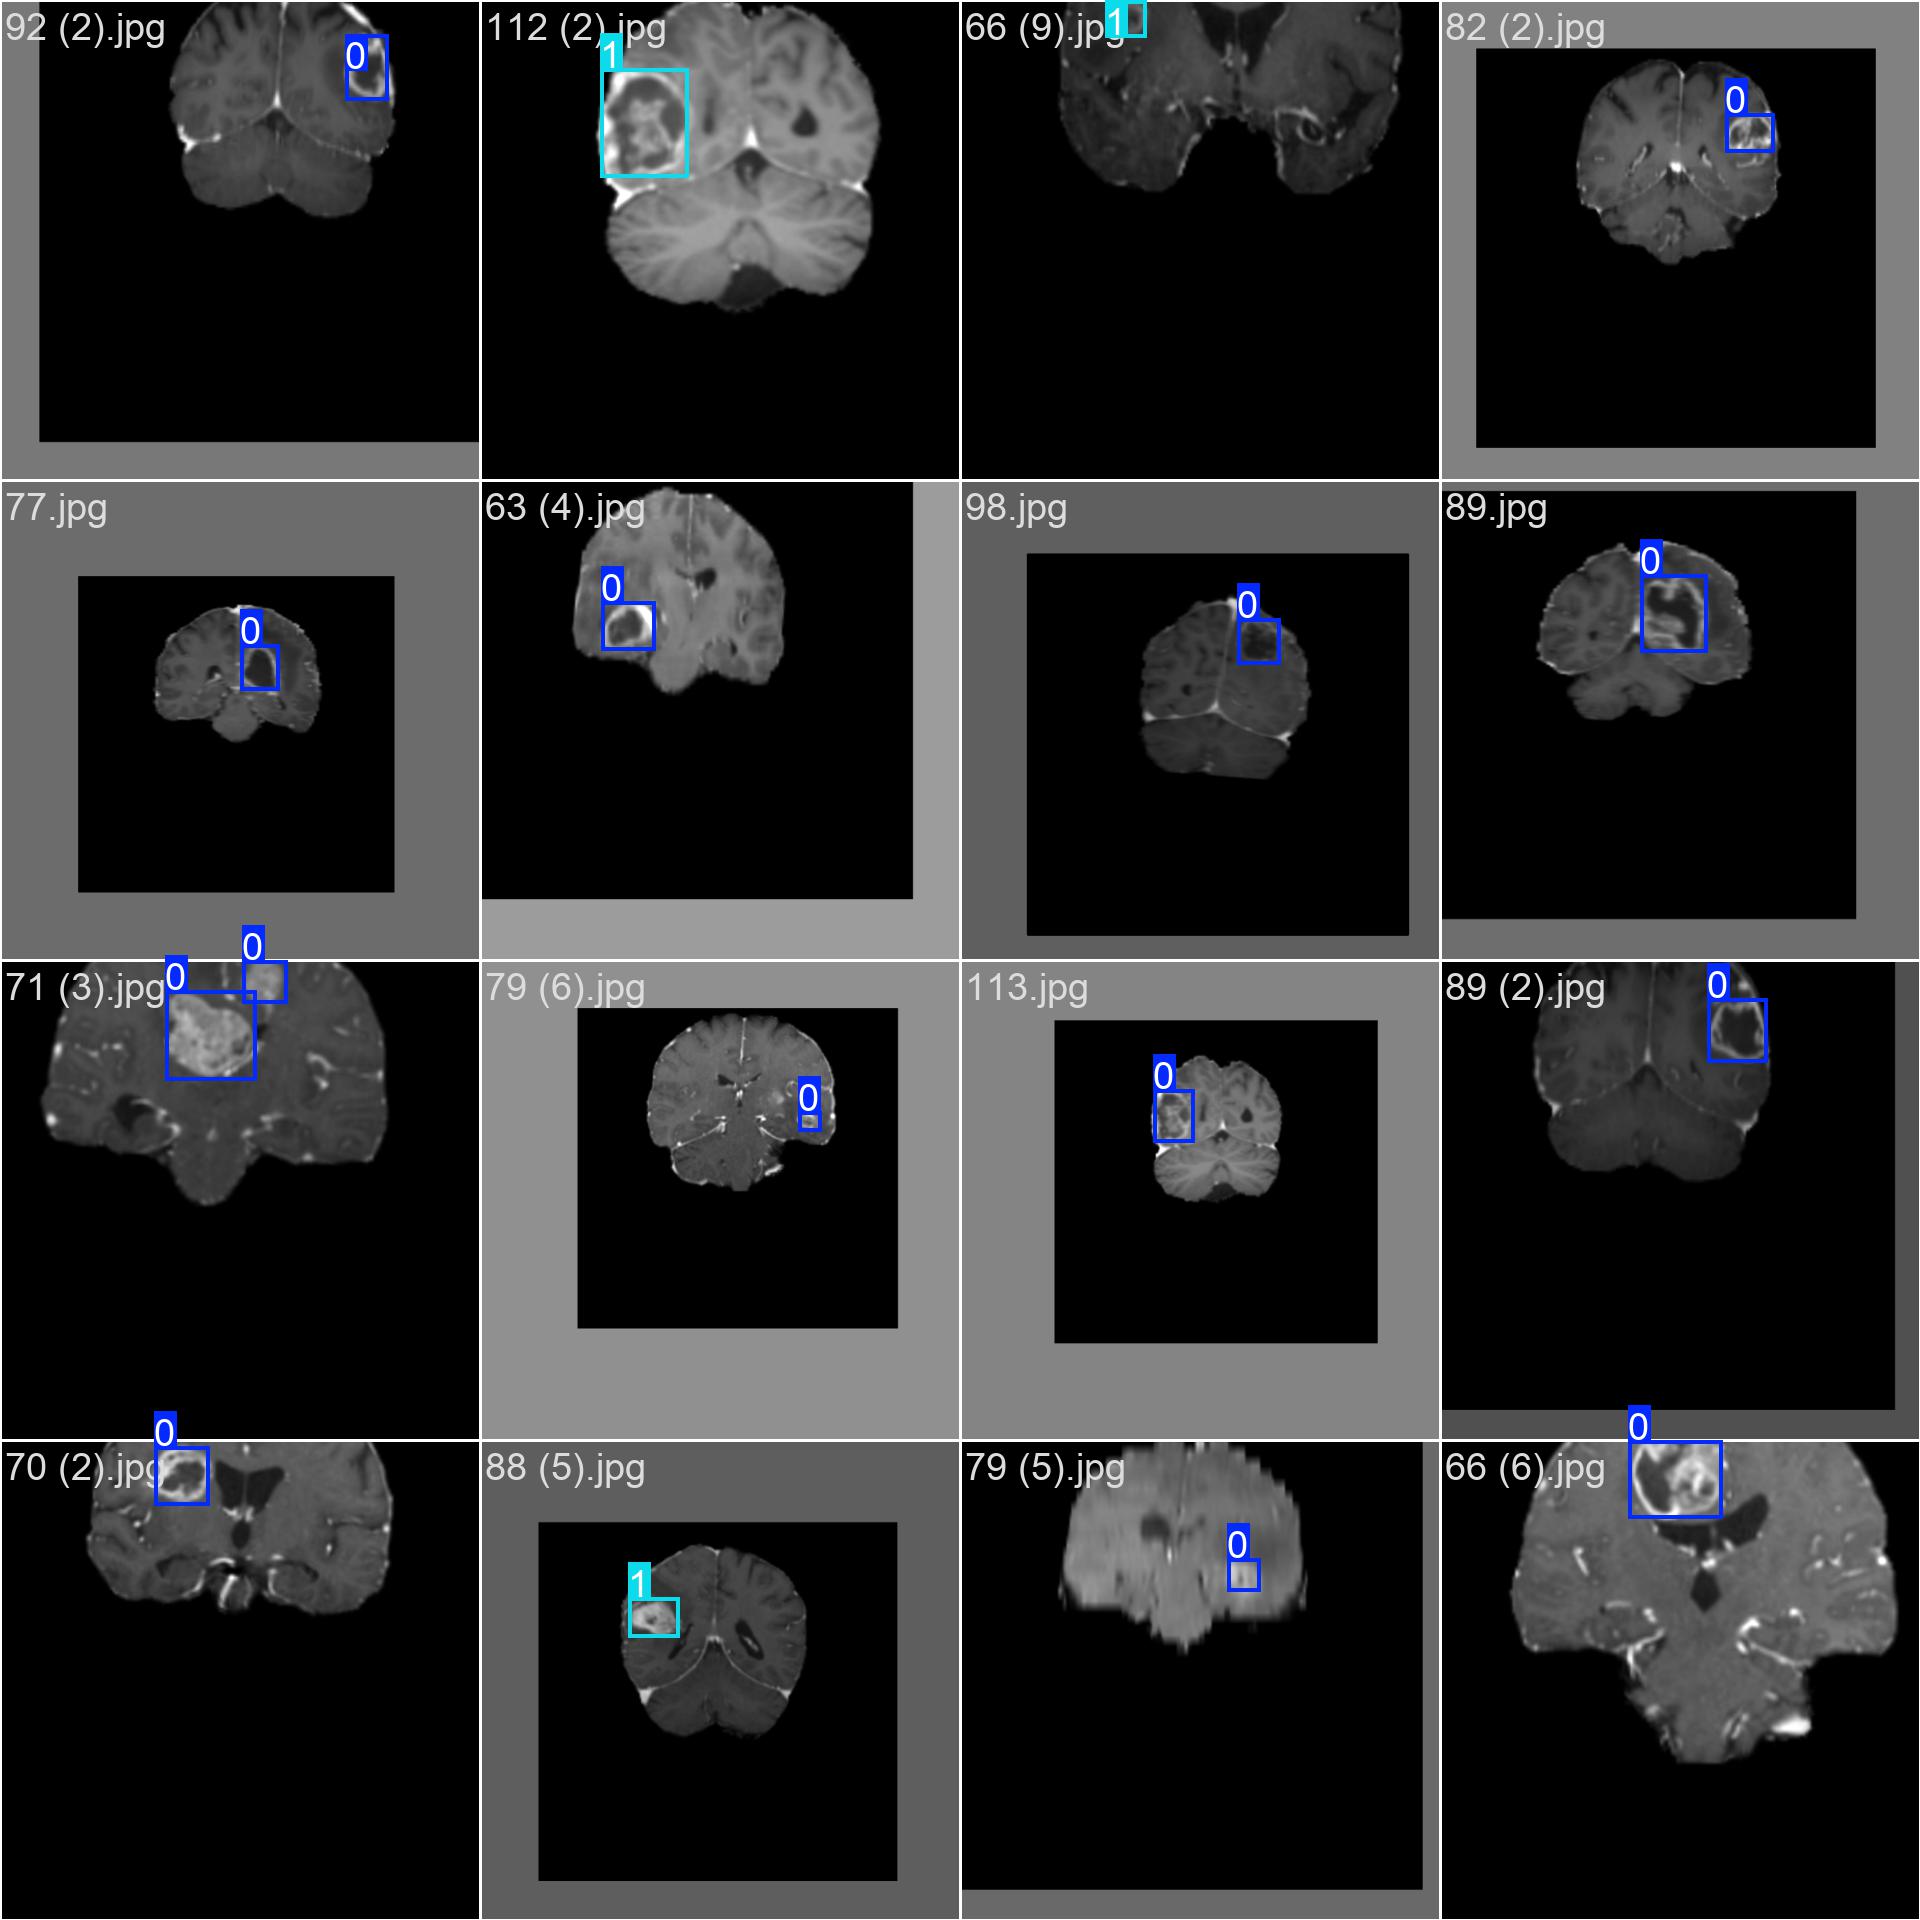 92 (2).jpg
0
112 (2).jpg
1
66 (9).jpg
1
82 (2).jpg
0
77.jpg
0
63 (4).jpg
0
98.jpg
0
89.jpg
0
71 (3).jpg
0
0
79 (6).jpg
0
113.jpg
0
89 (2).jpg
0
70 (2).jpg
0
88 (5).jpg
1
79 (5).jpg
0
66 (6).jpg
0